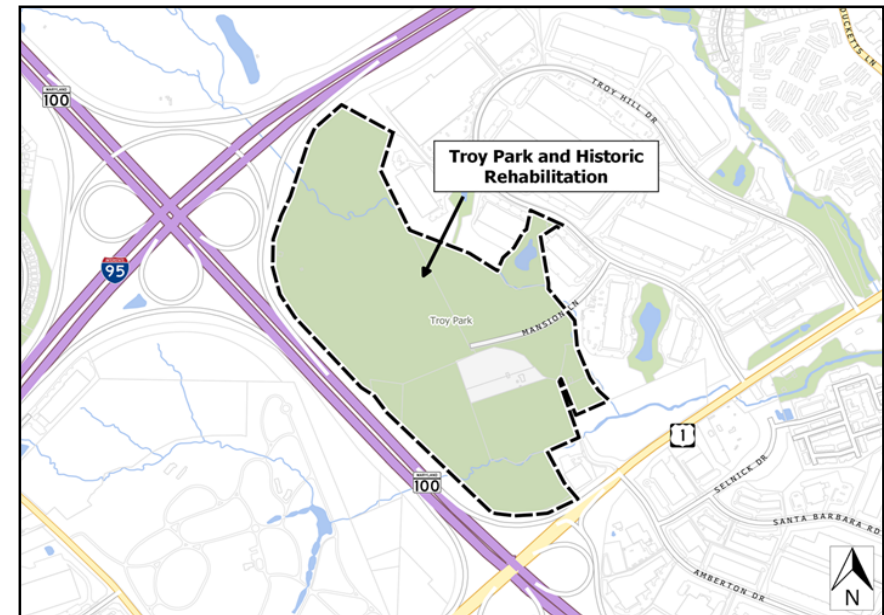 DUCKETTS LN
MARYLAND
100
TROY HILL DR
Troy Park and Historic
Rehabilitation
95
Troy Park
MANSION LN
1
MARYLAND
100
SELNICK DR
SANTA BARBARA RD
AMBERTON DR
N